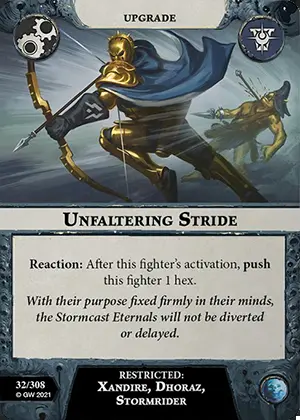 UPGRADE
UNFALTERING STRIDE
Reaction: After this fighter's activation, push
this fighter 1 hex.
With their purpose fixed firmly in their minds,
the Stormcast Eternals will not be diverted
or delayed.
32/308
© GW 2021
RESTRICTED:
XANDIRE, DHORAZ,
STORMRIDER